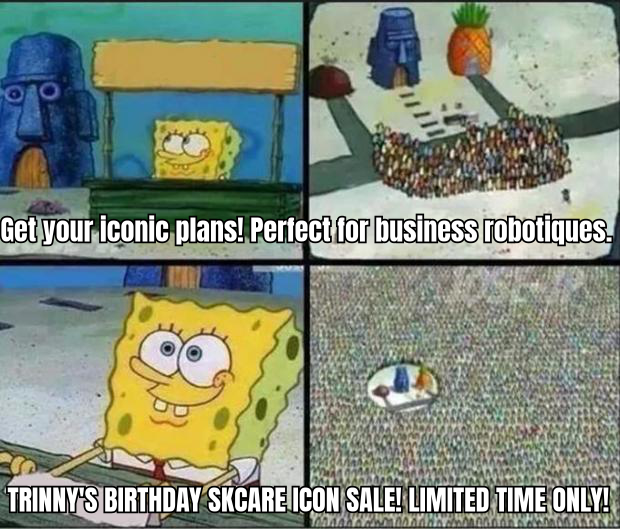 Get your iconic plans! Perfect for business robotiques.
TRINNY'S BIRTHDAY SKCARE ICON SALE! LIMITED TIME ONLY!